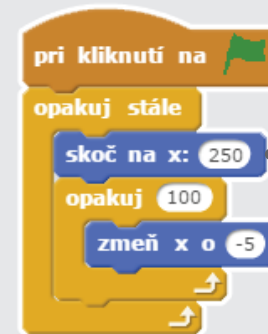 pri kliknutí na
opakuj stále
skoč na x: 250
opakuj 100
zmeň x o -5